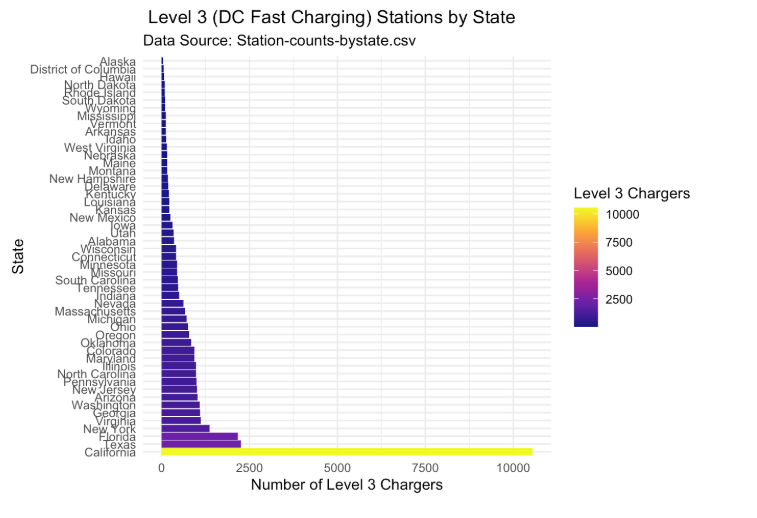 Level 3 (DC Fast Charging) Stations by State
Data Source: Station-counts-bystate.csv
State
Alaska
District of Columbia
Hawaii
North Dakota
Rhode Island
South Dakota
Wyoming
Mississippi
Vermont
Arkansas
Idaho
West Virginia
Nebraska
Maine
Montana
New Hampshire
Delaware
Kentucky
Louisiana
Kansas
New Mexico
Iowa
Utah
Alabama
Wisconsin
Connecticut
Minnesota
Missouri
South Carolina
Tennessee
Indiana
Nevada
Massachusetts
Michigan
Ohio
Oregon
Oklahoma
Colorado
Maryland
Illinois
North Carolina
Pennsylvania
New Jersey
Arizona
Washington
Georgia
Virginia
New York
Florida
Texas
California
0 2500 5000 7500 10000
Number of Level 3 Chargers
Level 3 Chargers
10000
7500
5000
2500